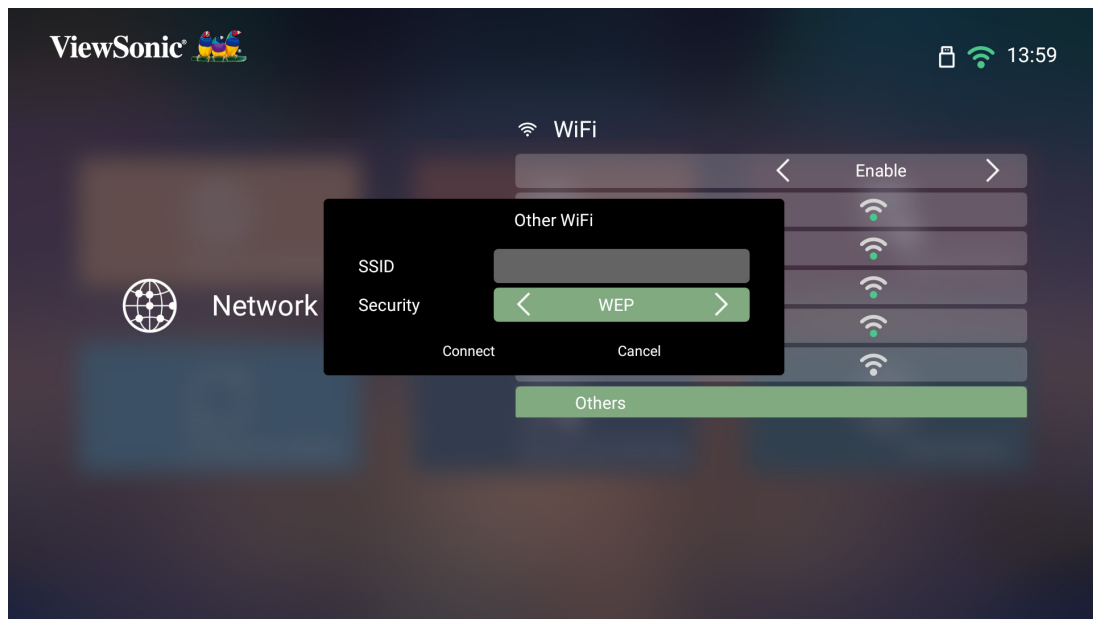 ViewSonic®
13:59
WiFi
Enable
Other WiFi
SSID
Network
Security
WEP
Connect
Cancel
Others